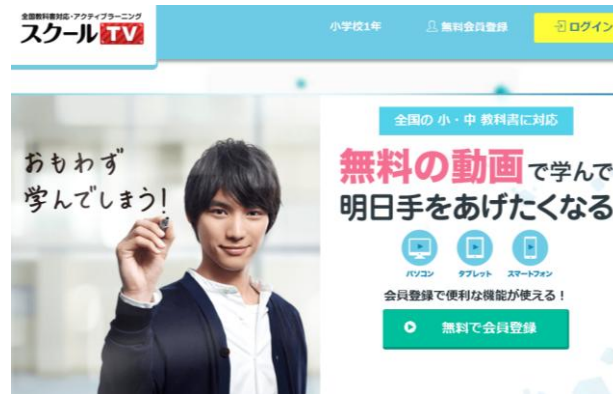 全国教科書対応・アクティブラーニング
スクールTV
小学校1年
無料会員登録
ログイン
おもわず
学んでしまう!
全国の 小・中 教科書に対応
無料の動画で学んで
明日手をあげたくなる
パソコン
タブレット
スマートフォン
会員登録で便利な機能が使える!
無料で会員登録